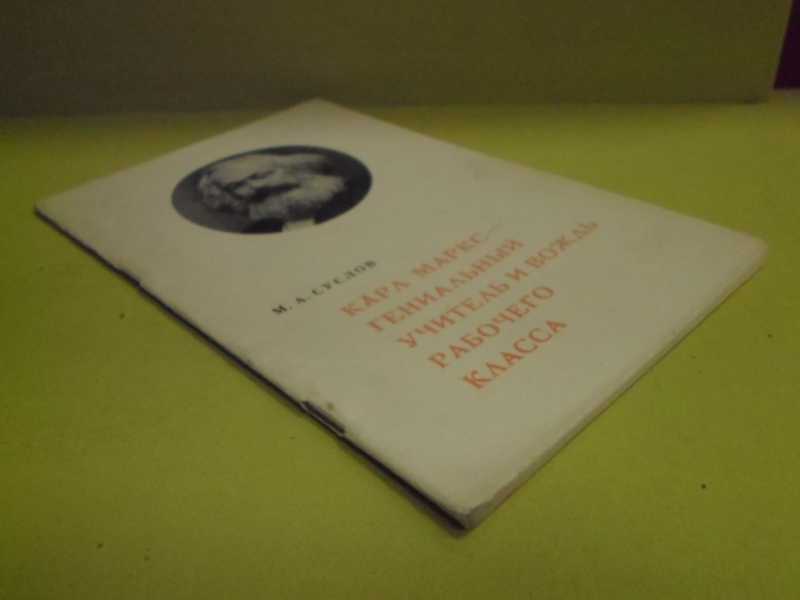 М. А. СУСЛОВ
КАРЛ МАРКС —
ГЕНИАЛЬНЫЙ
УЧИТЕЛЬ И ВОЖДЬ
РАБОЧЕГО
КЛАССА